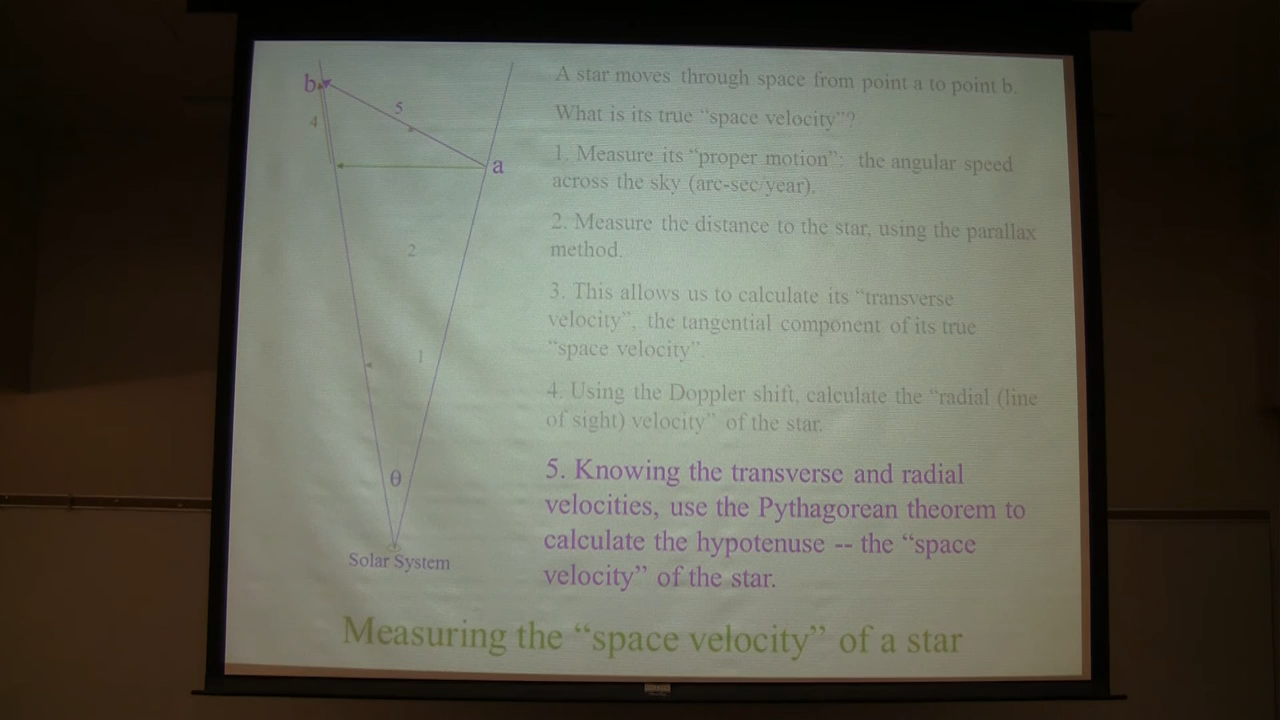 A star moves through space from point a to point b.
What is its true “space velocity”?
1. Measure its “proper motion”: the angular speed
across the sky (arc-sec/year).
2. Measure the distance to the star, using the parallax
method.
3. This allows us to calculate its “transverse
velocity”, the tangential component of its true
“space velocity”.
4. Using the Doppler shift, calculate the “radial (line
of sight) velocity” of the star.
5. Knowing the transverse and radial
velocities, use the Pythagorean theorem to
calculate the hypotenuse -- the “space
velocity” of the star.
b
5
4
a
2
1
θ
Solar System
Measuring the “space velocity” of a star